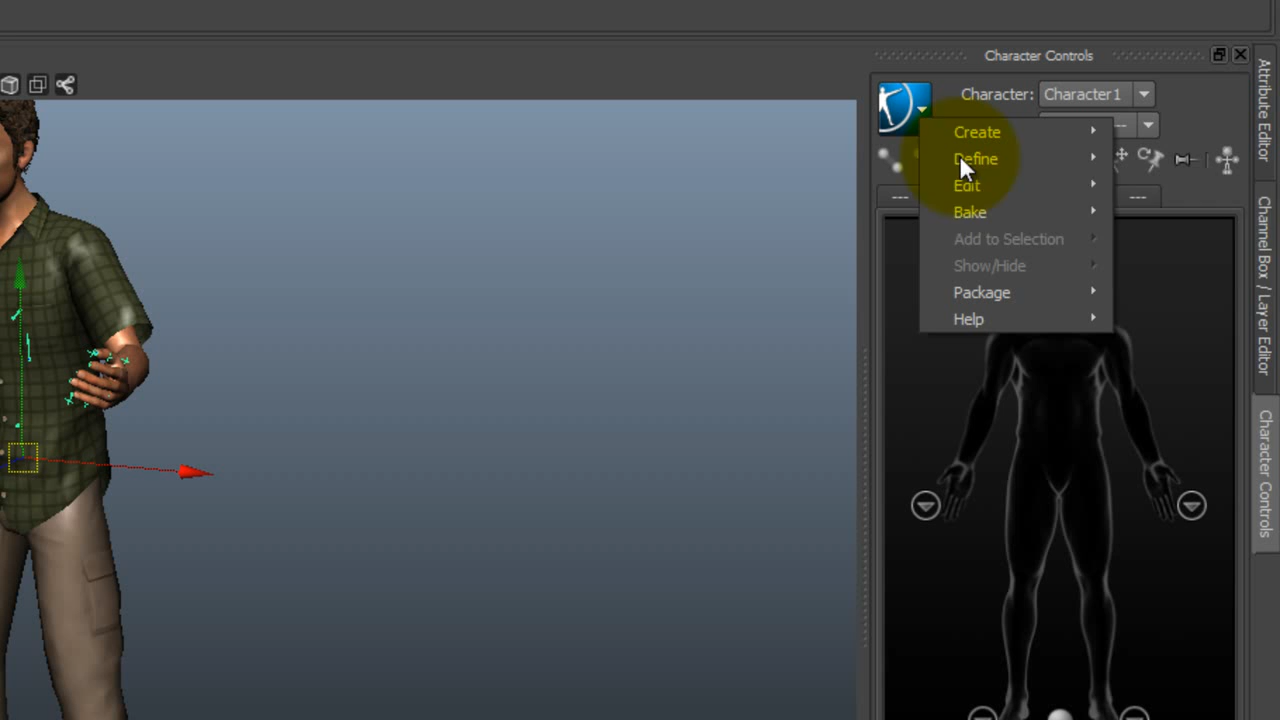 Character Controls
Character: Character1
---
Create
Define
Edit
Bake
Add to Selection
Show/Hide
Package
Help
---
---
Attribute Editor
Channel Box / Layer Editor
Character Controls